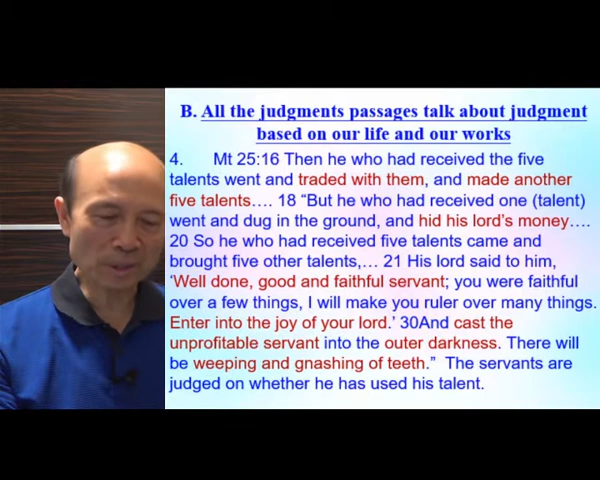 B. All the judgments passages talk about judgment
based on our life and our works
4. Mt 25:16 Then he who had received the five
talents went and traded with them, and made another
five talents…. 18 “But he who had received one (talent)
went and dug in the ground, and hid his lord’s money….
20 So he who had received five talents came and
brought five other talents,… 21 His lord said to him,
‘Well done, good and faithful servant; you were faithful
over a few things, I will make you ruler over many things.
Enter into the joy of your lord.’ 30And cast the
unprofitable servant into the outer darkness. There will
be weeping and gnashing of teeth.” The servants are
judged on whether he has used his talent.